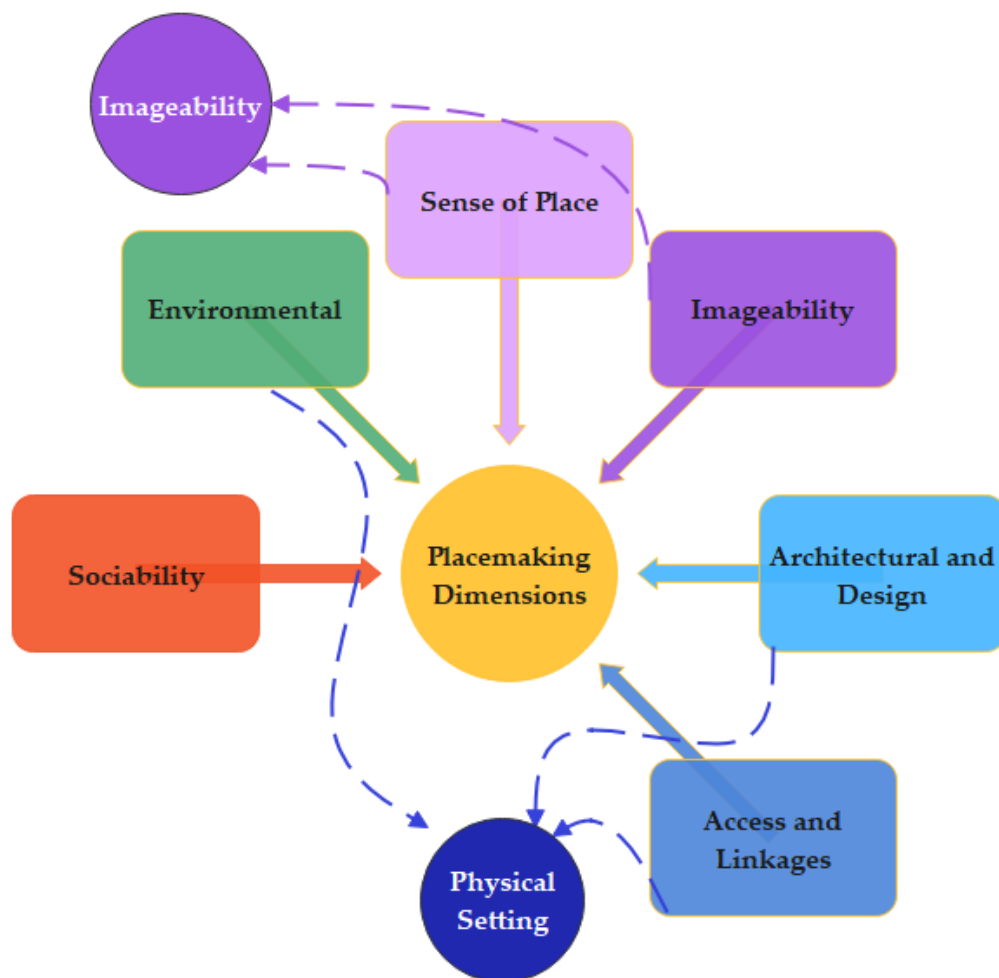 Imageability
Sense of Place
Environmental
Imageability
Sociability
Placemaking
Dimensions
Architectural and
Design
Access and
Linkages
Physical
Setting